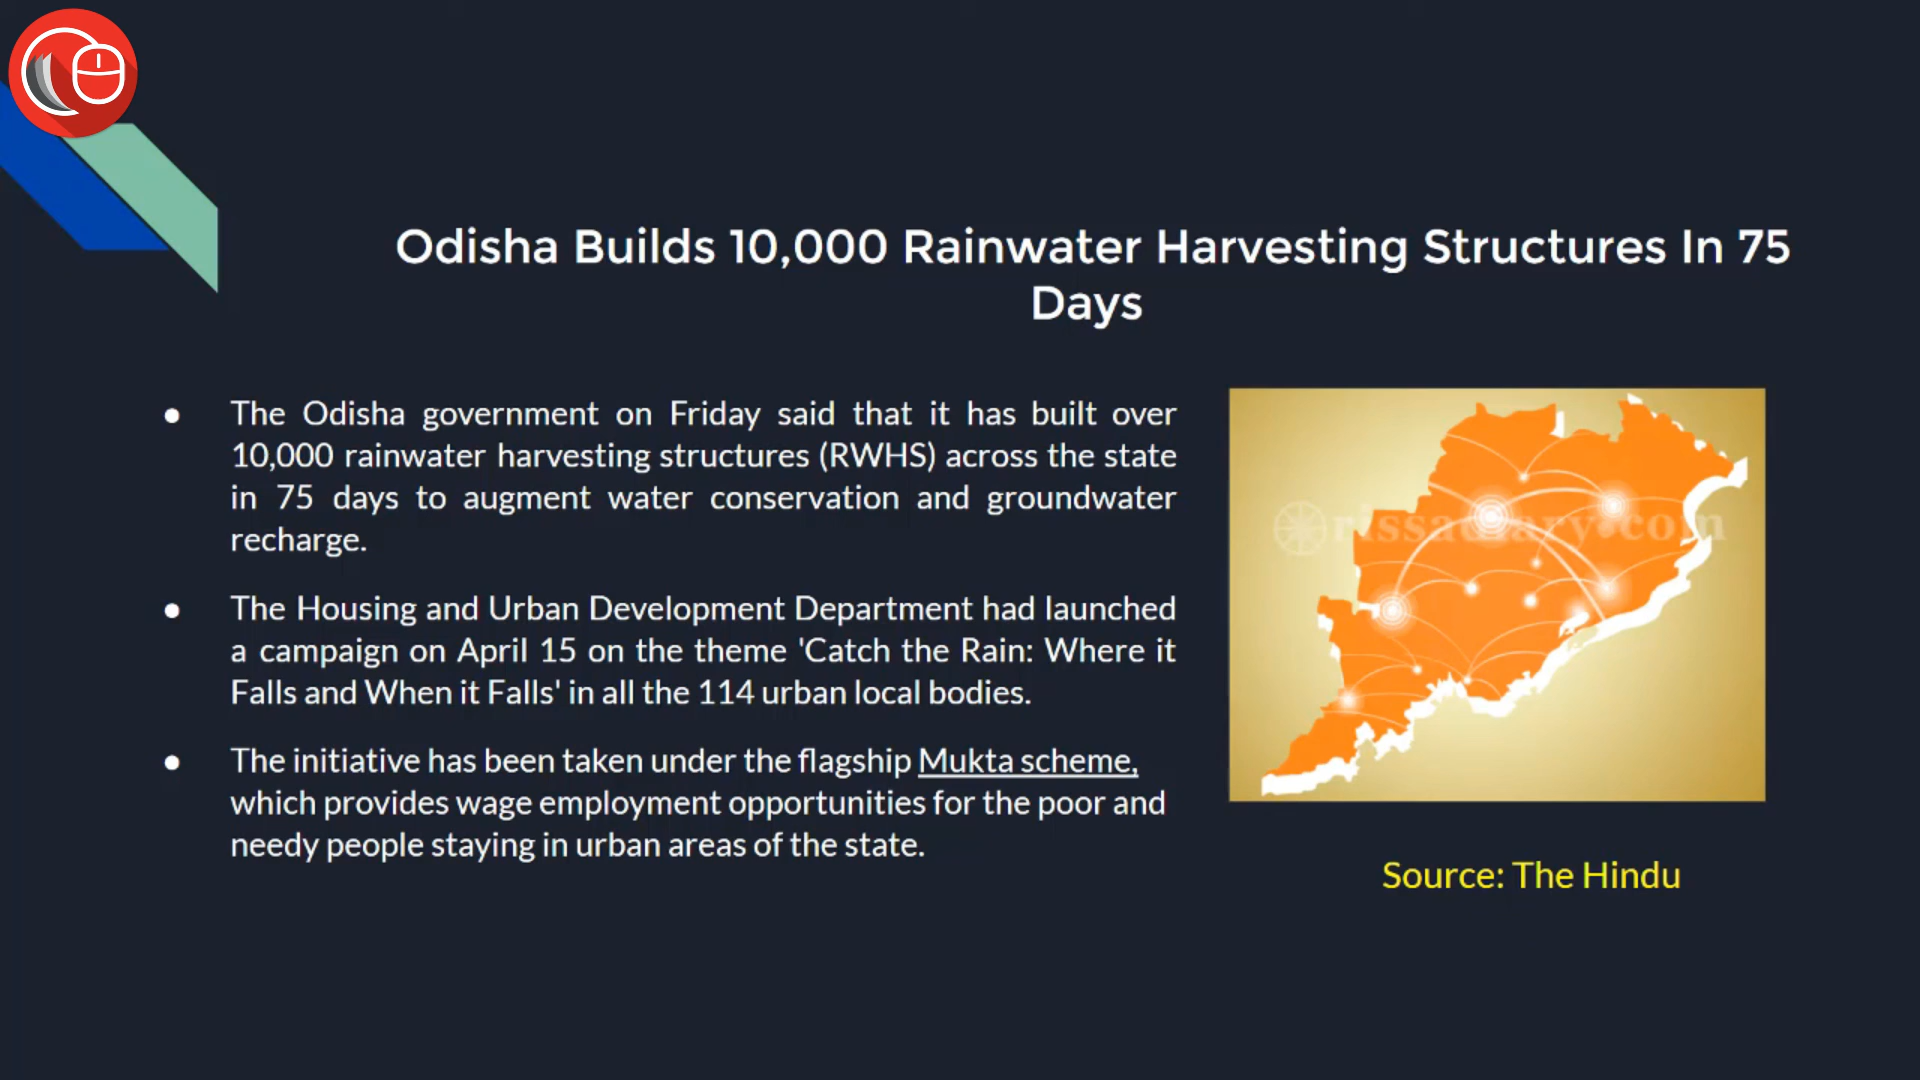 Odisha Builds 10,000 Rainwater Harvesting Structures In 75
Days
● The Odisha government on Friday said that it has built over
10,000 rainwater harvesting structures (RWHS) across the state
in 75 days to augment water conservation and groundwater
recharge.
● The Housing and Urban Development Department had launched
a campaign on April 15 on the theme 'Catch the Rain: Where it
Falls and When it Falls' in all the 114 urban local bodies.
● The initiative has been taken under the flagship Mukta scheme,
which provides wage employment opportunities for the poor and
needy people staying in urban areas of the state.
rissadiary.com
Source: The Hindu